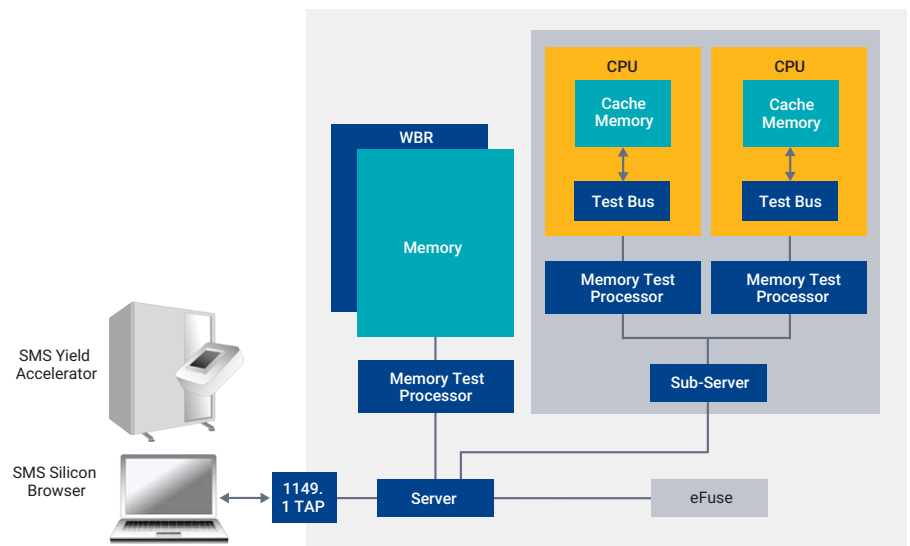 CPU
CPU
Cache
Memory
Cache
Memory
WBR
Test Bus
Test Bus
Memory
Memory Test
Processor
Memory Test
Processor
SMS Yield
Accelerator
Memory Test
Processor
Sub-Server
SMS Silicon
Browser
1149.
1 TAP
Server
eFuse